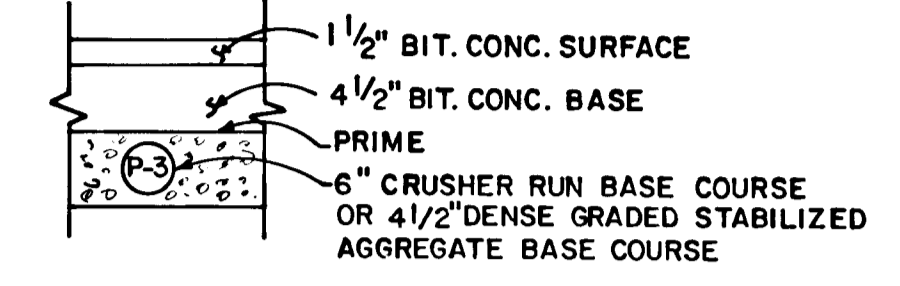 1 1/2" BIT. CONC. SURFACE
4 1/2" BIT. CONC. BASE
PRIME
P-3
6" CRUSHER RUN BASE COURSE
OR 4 1/2" DENSE GRADED STABILIZED
AGGREGATE BASE COURSE